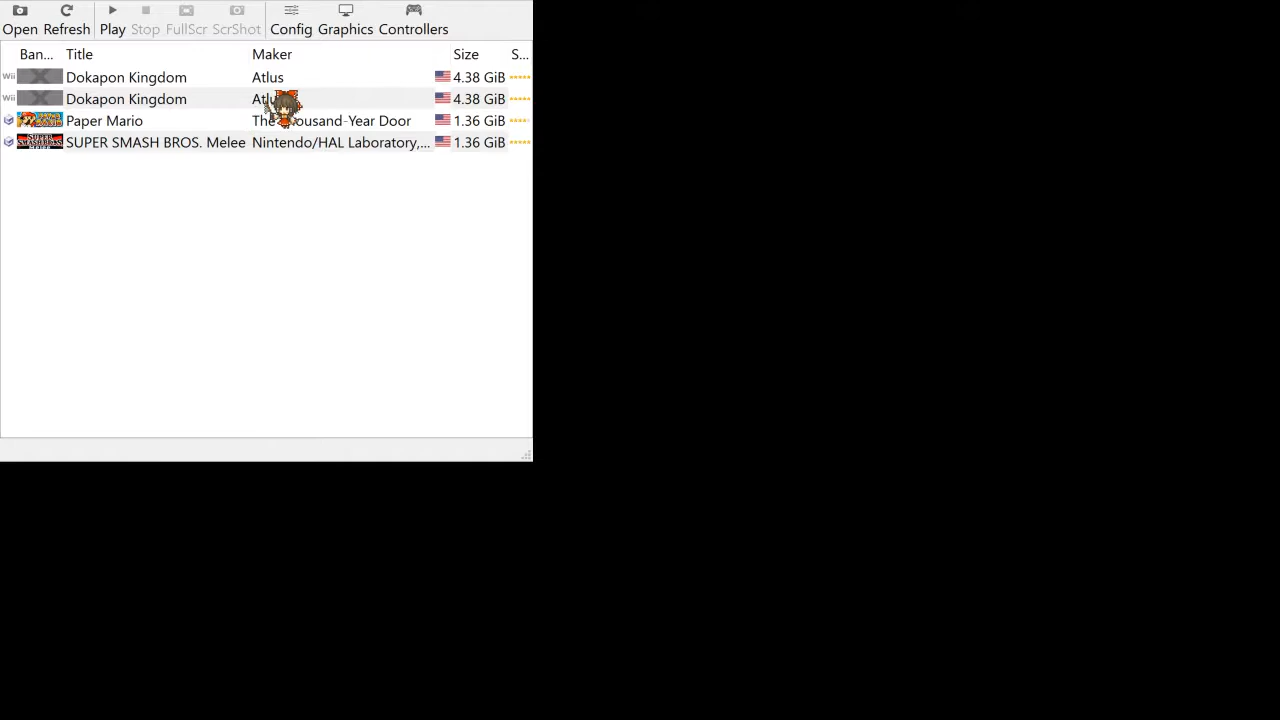 Open Refresh Play Stop FullScr ScrShot Config Graphics Controllers
Ban... Title Maker Size S...
Wii Dokapon Kingdom Atlus 4.38 GiB
Wii Dokapon Kingdom Atlu 4.38 GiB
Paper Mario The Thousand-Year Door 1.36 GiB
SUPER SMASH BROS. Melee Nintendo/HAL Laboratory,... 1.36 GiB